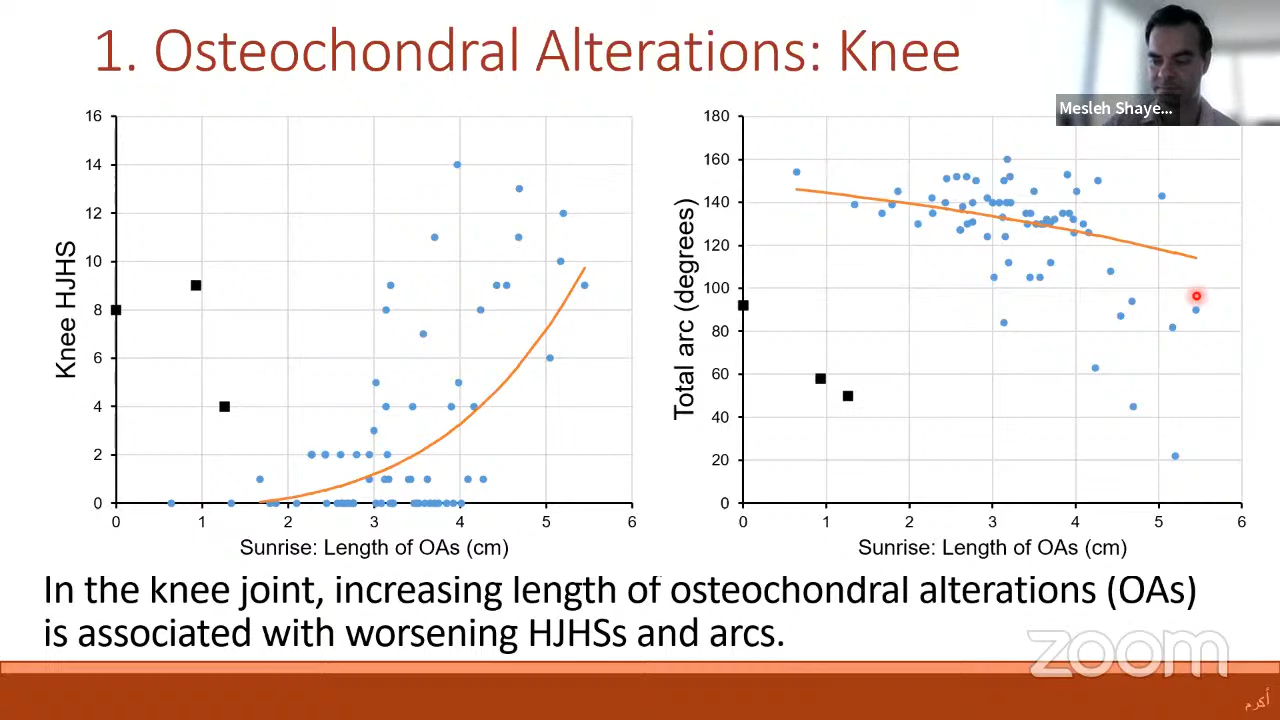 1. Osteochondral Alterations: Knee
Mesleh Shaye...
16
14
12
10
8
6
4
2
0
Knee HJHS
0 1 2 3 4 5 6
Sunrise: Length of OAs (cm)
180
160
140
120
100
80
60
40
20
0
Total arc (degrees)
0 1 2 3 4 5 6
Sunrise: Length of OAs (cm)
In the knee joint, increasing length of osteochondral alterations (OAs)
is associated with worsening HJHSs and arcs.
zoom
أكرم